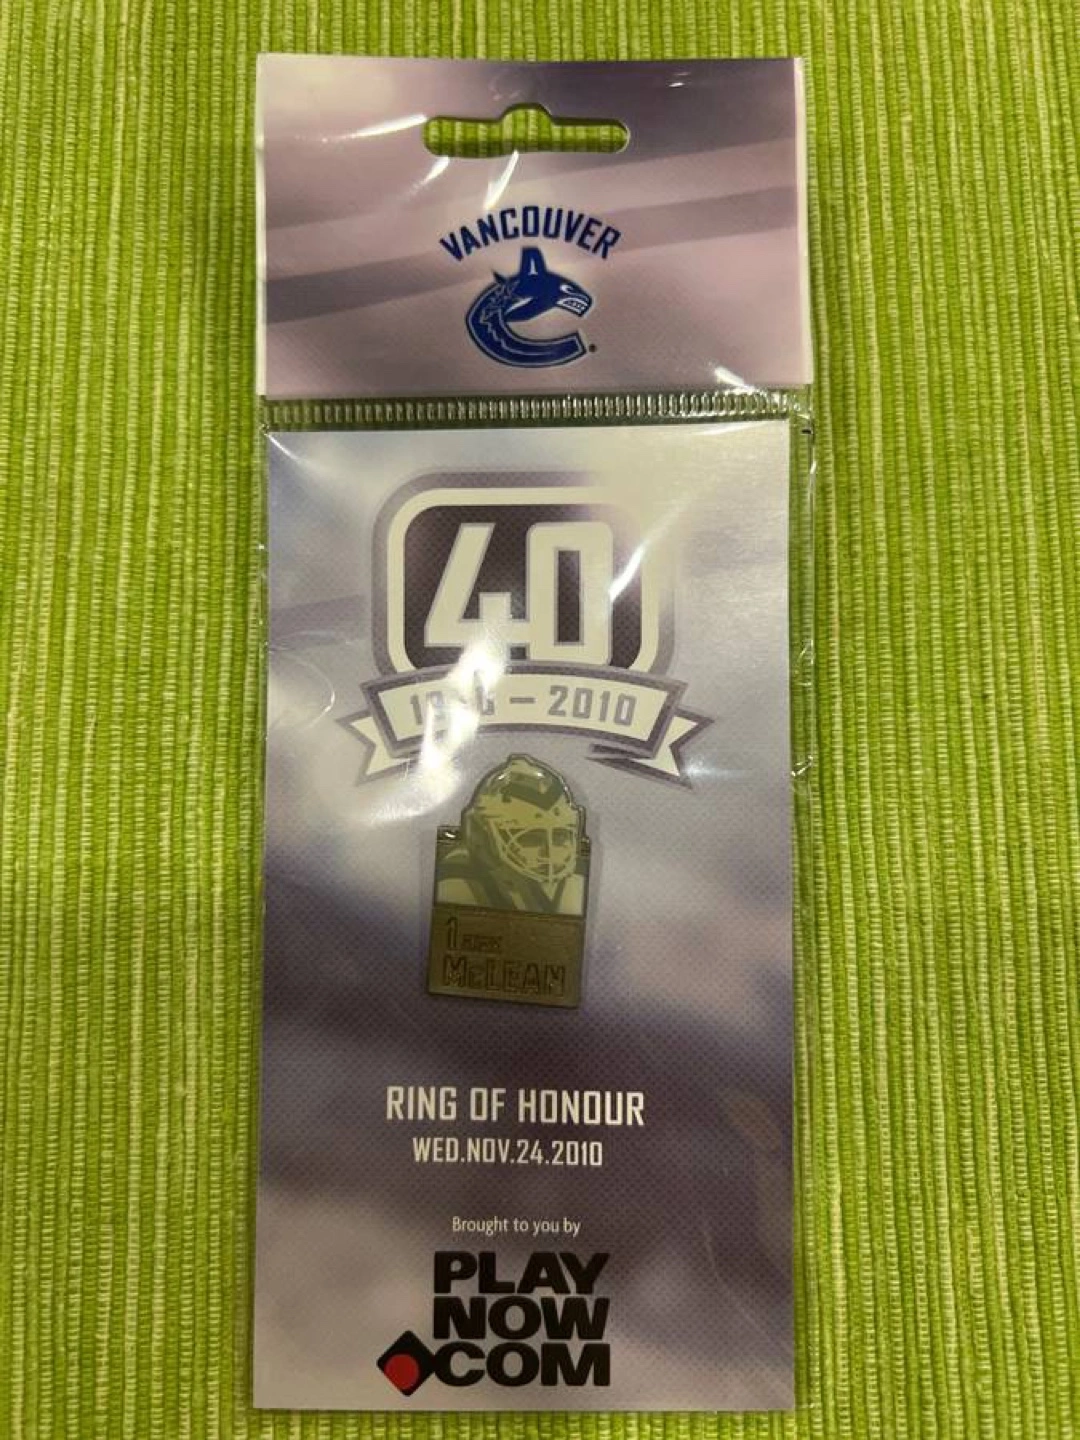 VANCOUVER
40
– 2010
1
McLEAN
RING OF HONOUR
WED.NOV.24.2010
Brought to you by
PLAY
NOW
COM